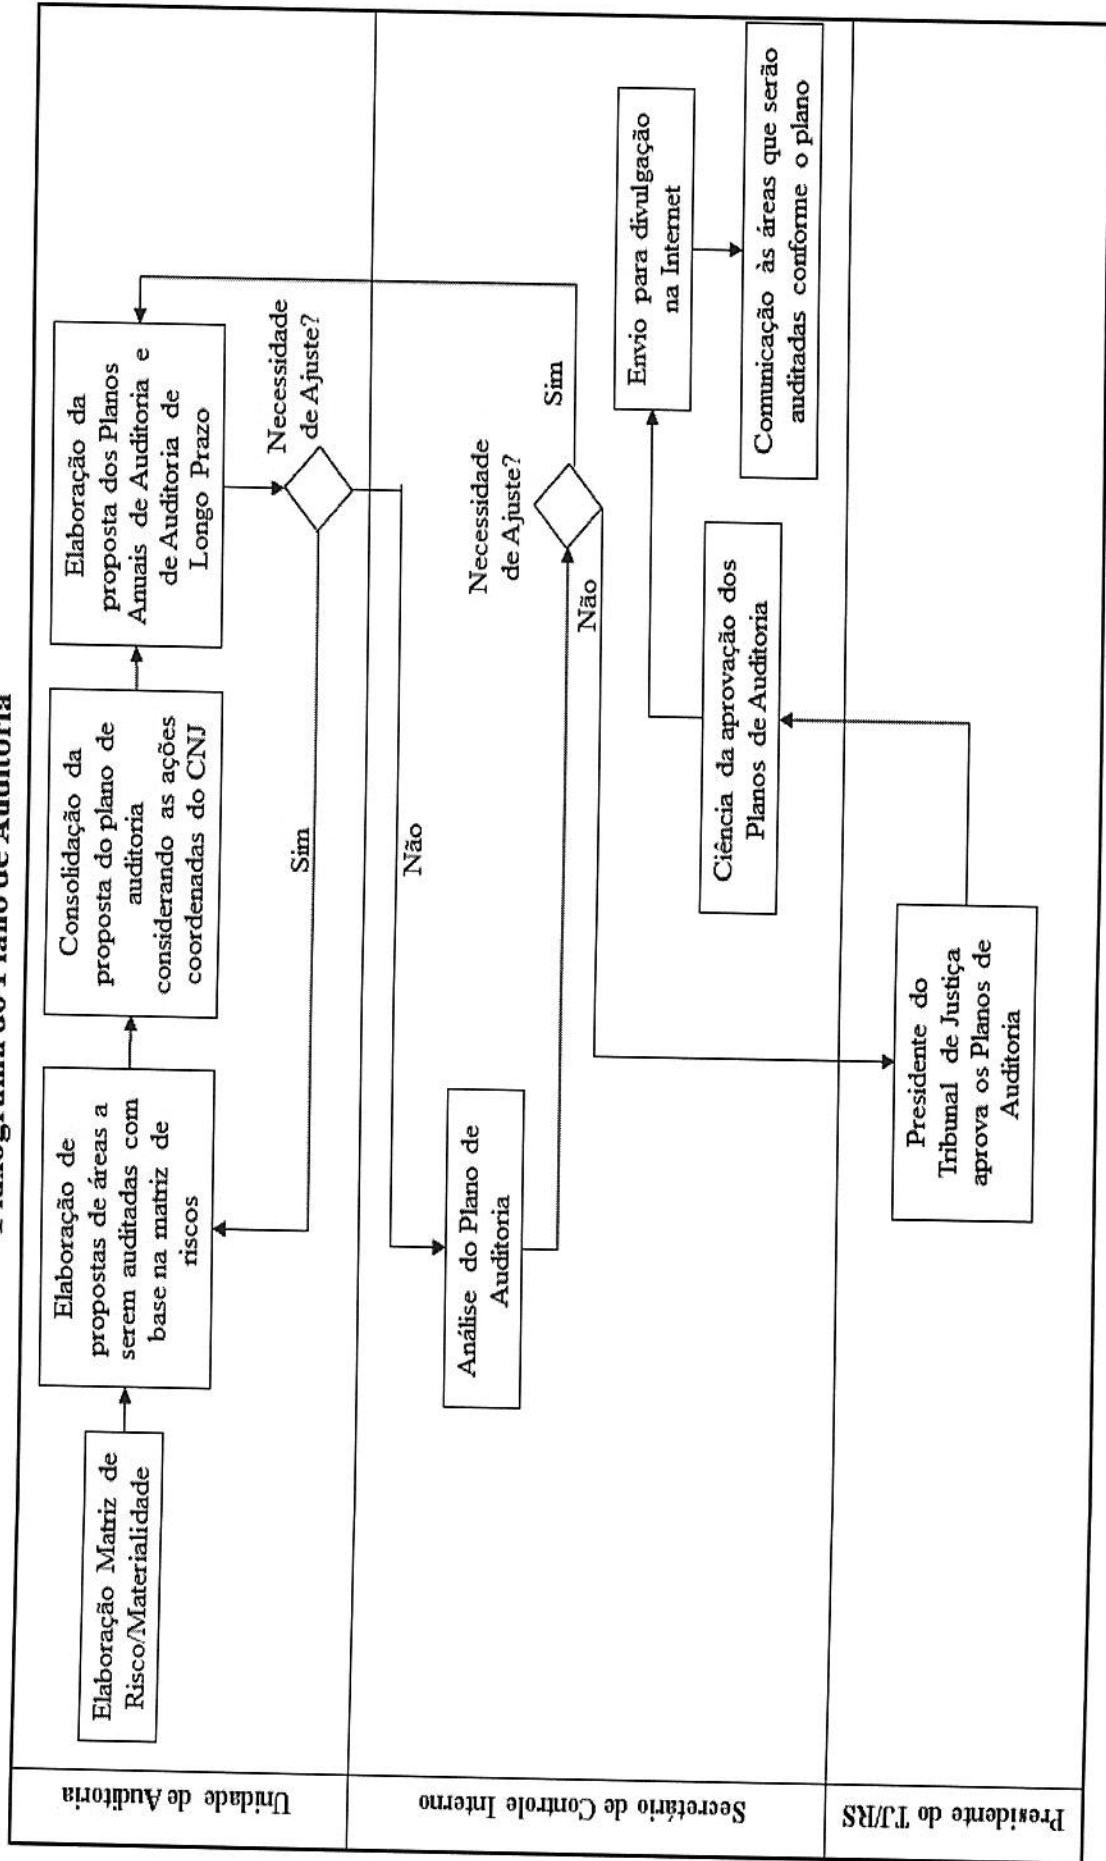 Fluxograma do Plano de Auditoria
Unidade de Auditoria
Elaboração Matriz de
Risco/Materialidade
Elaboração de
propostas de áreas a
serem auditadas com
base na matriz de
riscos
Consolidação da
proposta do plano de
auditoria
considerando as ações
coordenadas do CNJ
Elaboração da
proposta dos Planos
Anuais de Auditoria e
de Auditoria de
Longo Prazo
Necessidade
de Ajuste?
Sim
Não
Secretário de Controle Interno
Análise do Plano de
Auditoria
Necessidade
de Ajuste?
Sim
Não
Ciência da aprovação dos
Planos de Auditoria
Envio para divulgação
na Internet
Comunicação às áreas que serão
auditadas conforme o plano
Presidente do TJ/RS
Presidente do
Tribunal de Justiça
aprova os Planos de
Auditoria